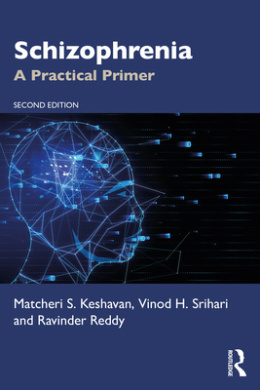 Schizophrenia
A Practical Primer
SECOND EDITION
Matcheri S. Keshavan, Vinod H. Srihari
and Ravinder Reddy
ROUTLEDGE